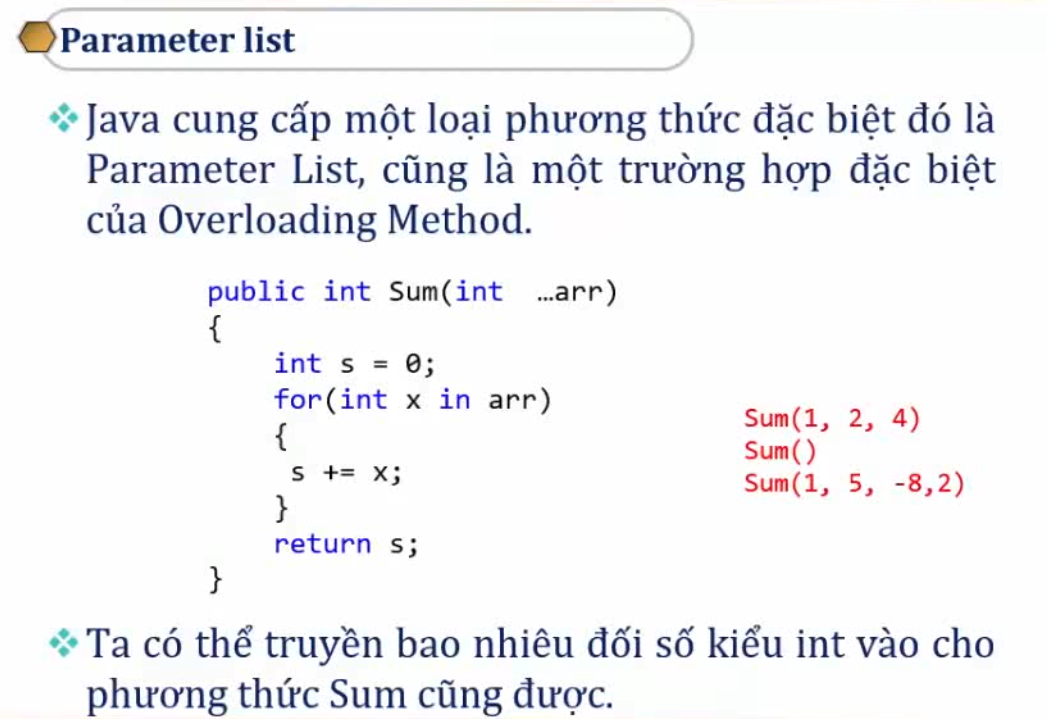 Parameter list
Java cung cấp một loại phương thức đặc biệt đó là
Parameter List, cũng là một trường hợp đặc biệt
của Overloading Method.
public int Sum(int …arr)
{
int s = 0;
for(int x in arr)
{
s += x;
}
return s;
}
Sum(1, 2, 4)
Sum()
Sum(1, 5, -8,2)
Ta có thể truyền bao nhiêu đối số kiểu int vào cho
phương thức Sum cũng được.